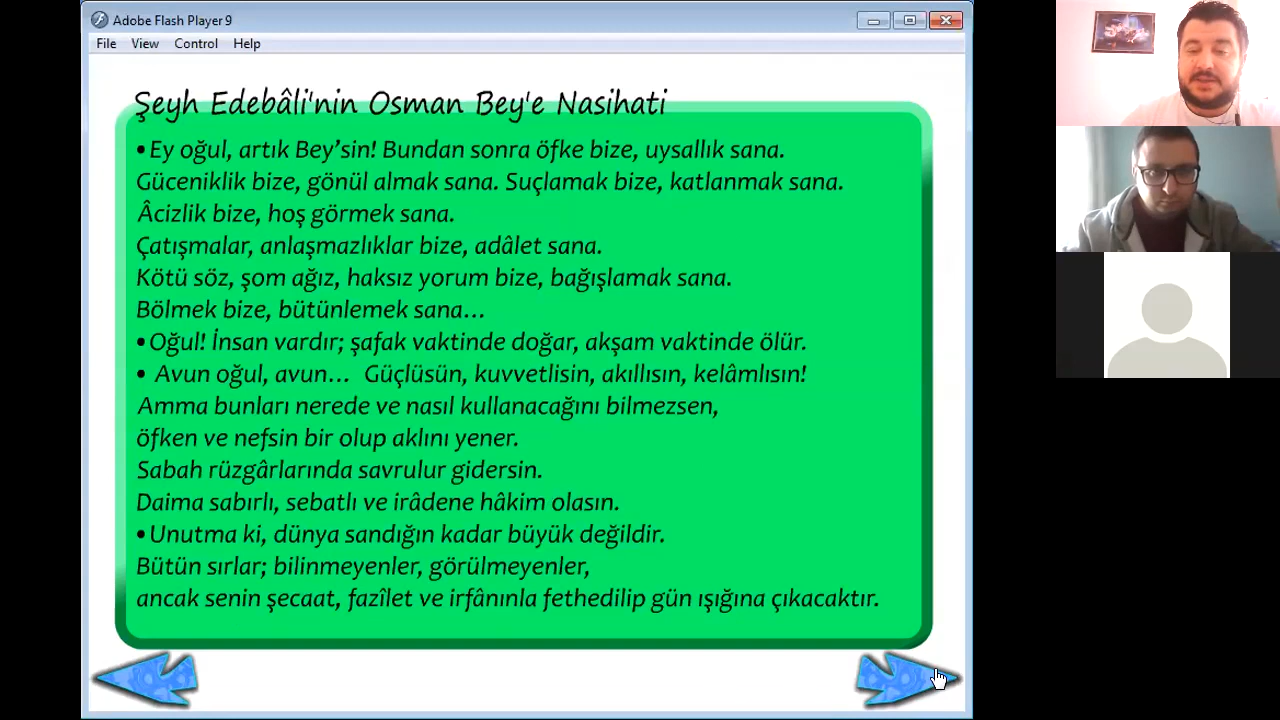 Adobe Flash Player 9
File View Control Help
Şeyh Edebâli'nin Osman Bey'e Nasihati
•Ey oğul, artık Bey’sin! Bundan sonra öfke bize, uysallık sana.
Güceniklik bize, gönül almak sana. Suçlamak bize, katlanmak sana.
Âcizlik bize, hoş görmek sana.
Çatışmalar, anlaşmazlıklar bize, adâlet sana.
Kötü söz, şom ağız, haksız yorum bize, bağışlamak sana.
Bölmek bize, bütünlemek sana…
•Oğul! İnsan vardır; şafak vaktinde doğar, akşam vaktinde ölür.
• Avun oğul, avun… Güçlüsün, kuvvetlisin, akıllısın, kelâmlısın!
Amma bunları nerede ve nasıl kullanacağını bilmezsen,
öfken ve nefsin bir olup aklını yener.
Sabah rüzgârlarında savrulur gidersin.
Daima sabırlı, sebatlı ve irâdene hâkim olasın.
•Unutma ki, dünya sandığın kadar büyük değildir.
Bütün sırlar; bilinmeyenler, görülmeyenler,
ancak senin şecaat, fazîlet ve irfânınla fethedilip gün ışığına çıkacaktır.